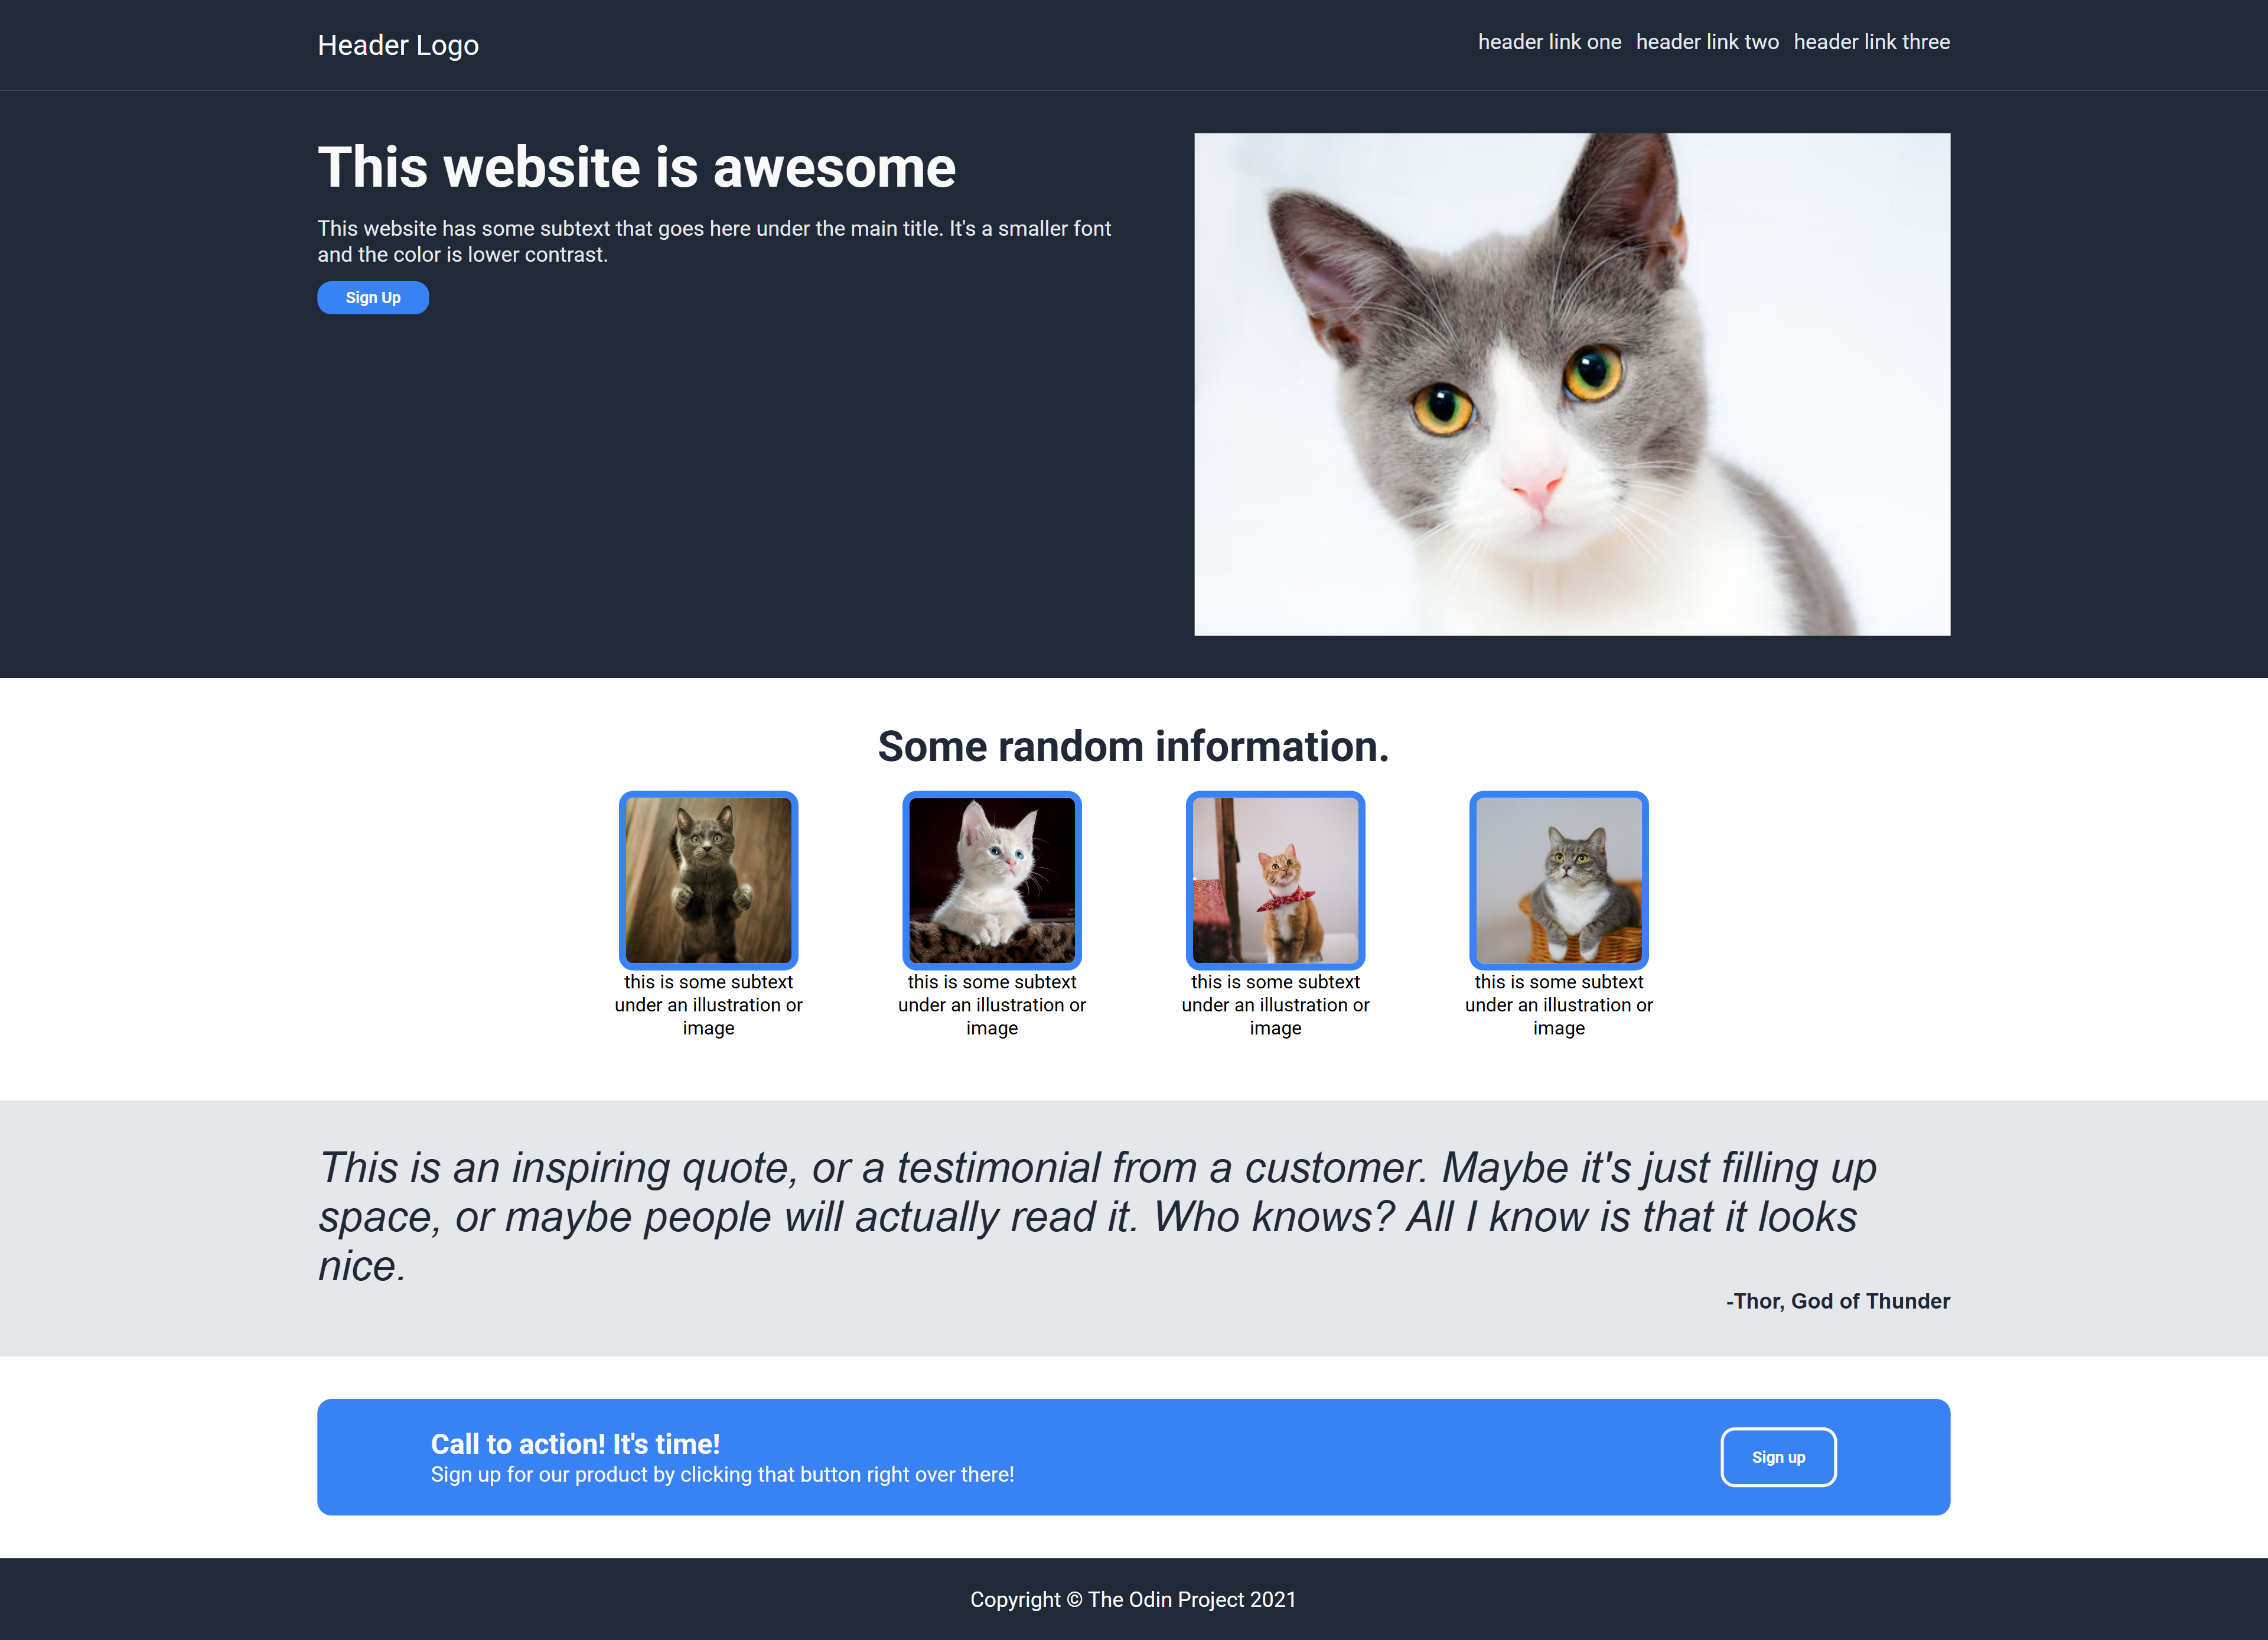 Header Logo
header link one header link two header link three
This website is awesome
This website has some subtext that goes here under the main title. It's a smaller font
and the color is lower contrast.
Sign Up
Some random information.
this is some subtext
under an illustration or
image
this is some subtext
under an illustration or
image
this is some subtext
under an illustration or
image
this is some subtext
under an illustration or
image
This is an inspiring quote, or a testimonial from a customer. Maybe it's just filling up
space, or maybe people will actually read it. Who knows? All I know is that it looks
nice.
-Thor, God of Thunder
Call to action! It's time!
Sign up for our product by clicking that button right over there!
Sign up
Copyright © The Odin Project 2021